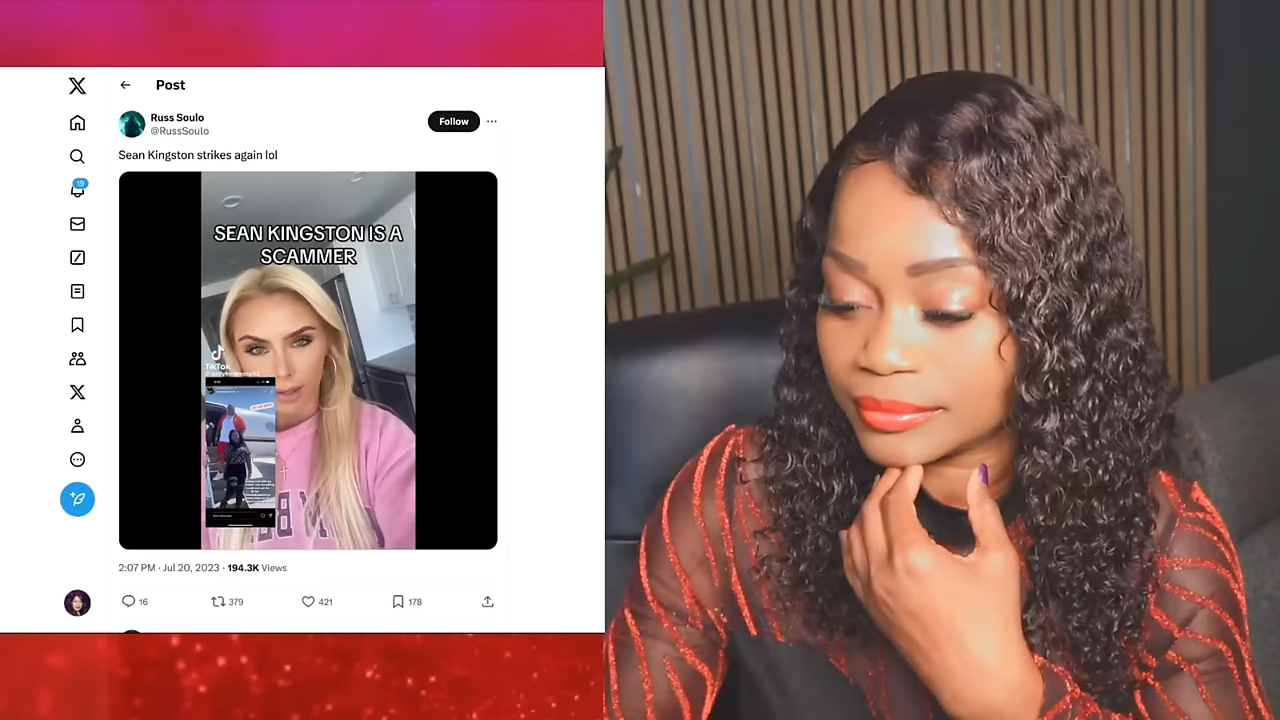 Post
Russ Soulo
@RussSoulo
Follow
Sean Kingston strikes again lol
SEAN KINGSTON IS A
SCAMMER
TikTok
2:07 PM · Jul 20, 2023 · 194.3K Views
16
379
421
178
19